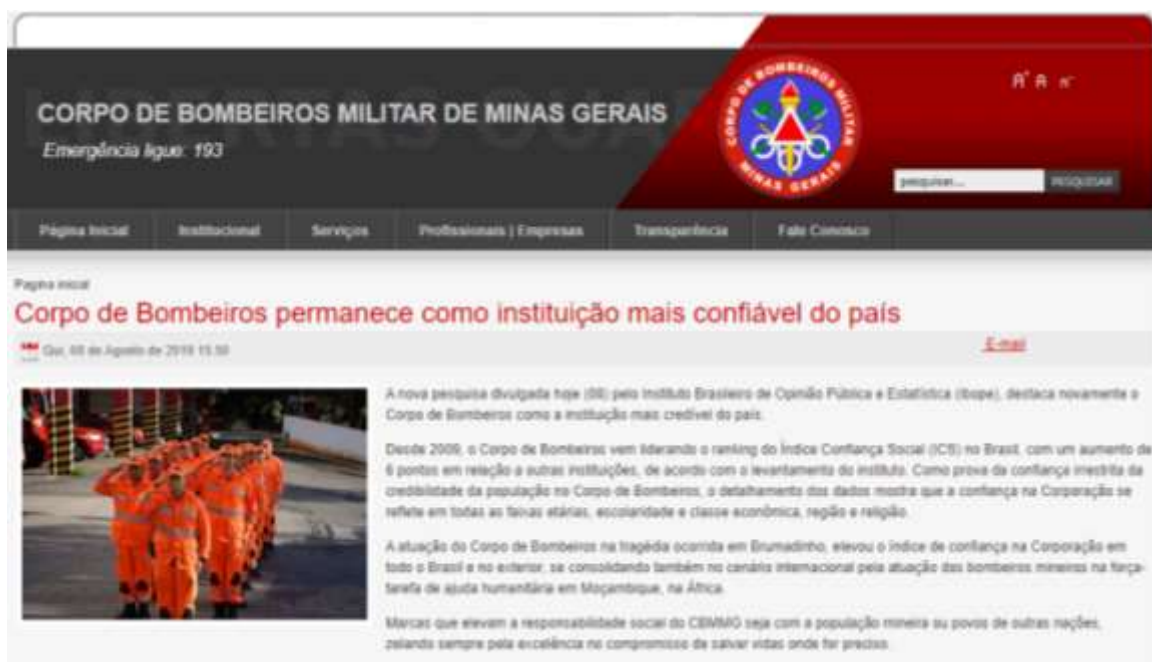 CORPO DE BOMBEIROS MILITAR DE MINAS GERAIS
Emergência ligue: 193
CORPO DE BOMBEIROS MILITAR
MINAS GERAIS
A+ A A-
pesquisar...
PESQUISAR
Página Inicial Institucional Serviços Profissionais | Empresas Transparência Fale Conosco
Pagina inicial
Corpo de Bombeiros permanece como instituição mais confiável do país
Qui, 08 de Agosto de 2019 15:50
E-mail
A nova pesquisa divulgada hoje (08) pelo Instituto Brasileiro de Opinião Pública e Estatística (Ibope), destaca novamente o
Corpo de Bombeiros como a instituição mais credível do país.
Desde 2009, o Corpo de Bombeiros vem liderando o ranking do Índice Confiança Social (ICS) no Brasil, com um aumento de
6 pontos em relação a outras instituições, de acordo com o levantamento do instituto. Como prova da confiança irrestrita da
credibilidade da população no Corpo de Bombeiros, o detalhamento dos dados mostra que a confiança na Corporação se
reflete em todas as faixas etárias, escolaridade e classe econômica, região e religião.
A atuação do Corpo de Bombeiros na tragédia ocorrida em Brumadinho, elevou o índice de confiança na Corporação em
todo o Brasil e no exterior, se consolidando também no cenário internacional pela atuação dos bombeiros mineiros na força-
tarefa de ajuda humanitária em Moçambique, na África.
Marcas que elevam a responsabilidade social do CBMMG seja com a população mineira ou povos de outras nações,
zelando sempre pela excelência no compromisso de salvar vidas onde for preciso.